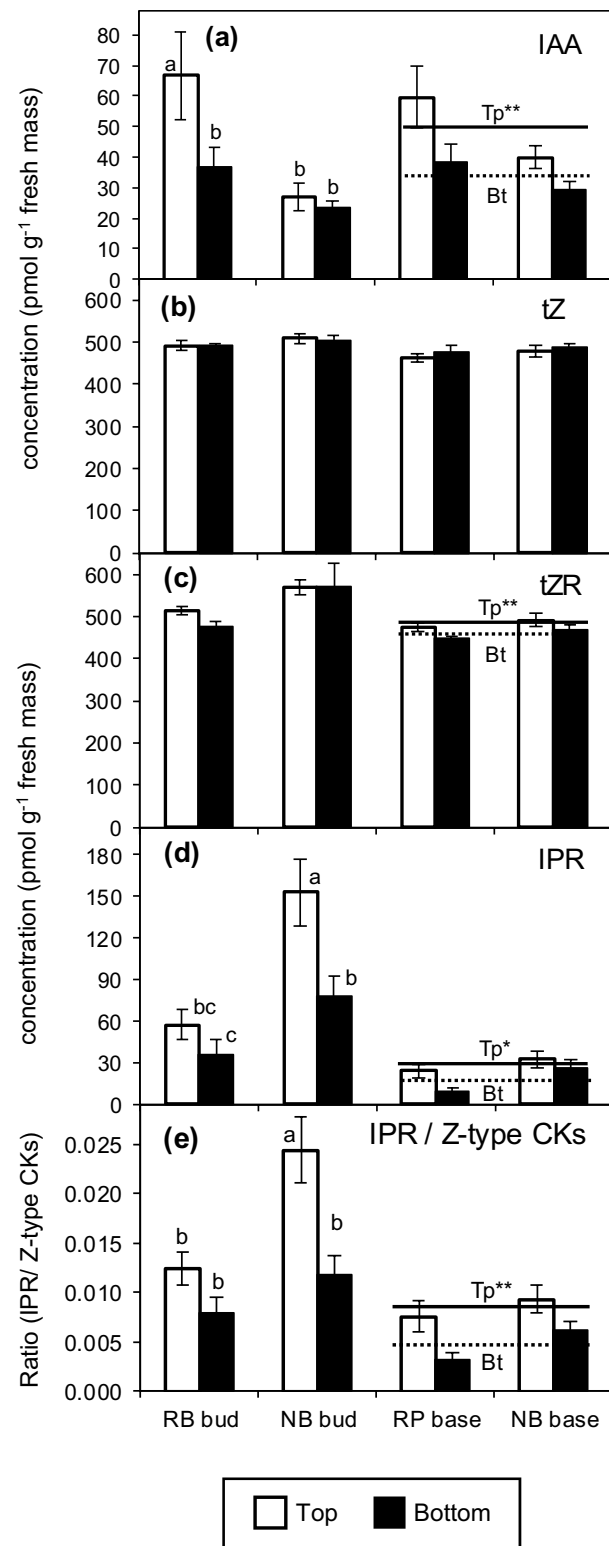 (a) IAA
80
70
60
50
40
30
20
10
0
a
b
b b
Tp**
Bt
concentration (pmol g-1 fresh mass)
(b) tZ
600
500
400
300
200
100
0
(c) tZR
600
500
400
300
200
100
0
Tp**
Bt
concentration (pmol g-1 fresh mass)
(d) IPR
180
150
120
90
60
30
0
bc
c
a
b
Tp*
Bt
(e) IPR / Z-type CKs
0.025
0.020
0.015
0.010
0.005
0.000
b
b
a
b
Tp**
Bt
Ratio (IPR/ Z-type CKs)
RB bud NB bud RP base NB base
Top Bottom